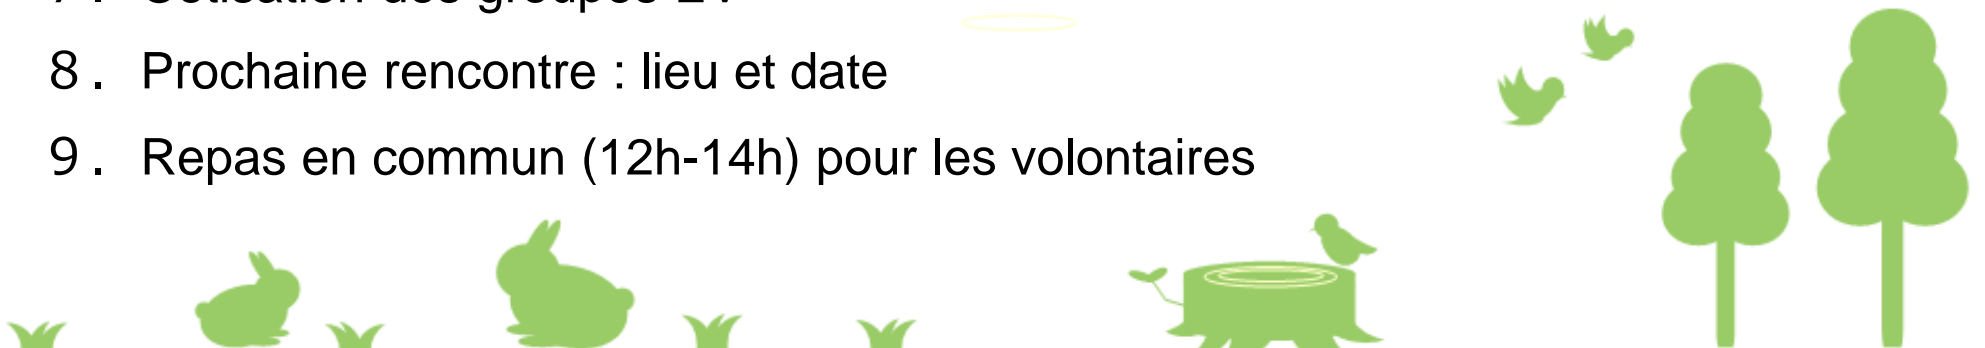 8. Prochaine rencontre : lieu et date
9. Repas en commun (12h-14h) pour les volontaires